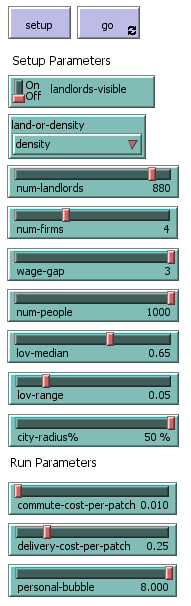 setup go
Setup Parameters
On
Off landlords-visible
land-or-density
density
num-landlords 880
num-firms 4
wage-gap 3
num-people 1000
lov-median 0.65
lov-range 0.05
city-radius% 50 %
Run Parameters
commute-cost-per-patch 0.010
delivery-cost-per-patch 0.25
personal-bubble 8.000